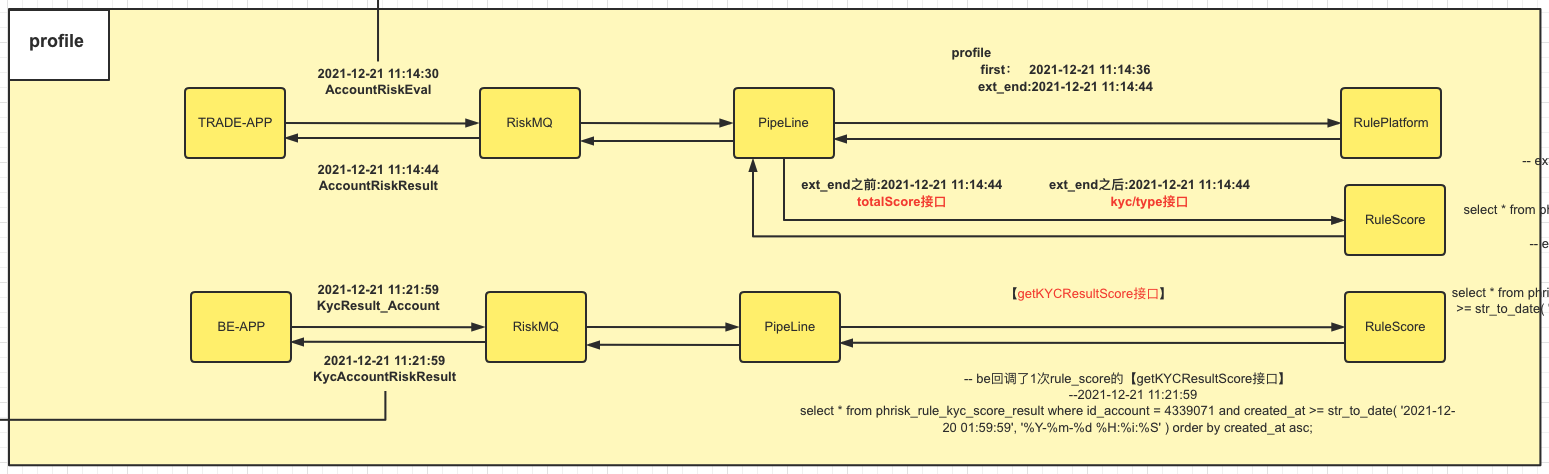 profile
2021-12-21 11:14:30
AccountRiskEval
profile
first： 2021-12-21 11:14:36
ext_end:2021-12-21 11:14:44
TRADE-APP
RiskMQ
PipeLine
RulePlatform
2021-12-21 11:14:44
AccountRiskResult
-- ext
ext_end之前:2021-12-21 11:14:44
totalScore接口
ext_end之后:2021-12-21 11:14:44
kyc/type接口
RuleScore
select * from ph
-- e
2021-12-21 11:21:59
KycResult_Account
【getKYCResultScore接口】
select * from phri
>= str_to_date( '
BE-APP
RiskMQ
PipeLine
RuleScore
2021-12-21 11:21:59
KycAccountRiskResult
-- be回调了1次rule_score的【getKYCResultScore接口】
--2021-12-21 11:21:59
select * from phrisk_rule_kyc_score_result where id_account = 4339071 and created_at >= str_to_date( '2021-12-
20 01:59:59', '%Y-%m-%d %H:%i:%S' ) order by created_at asc;